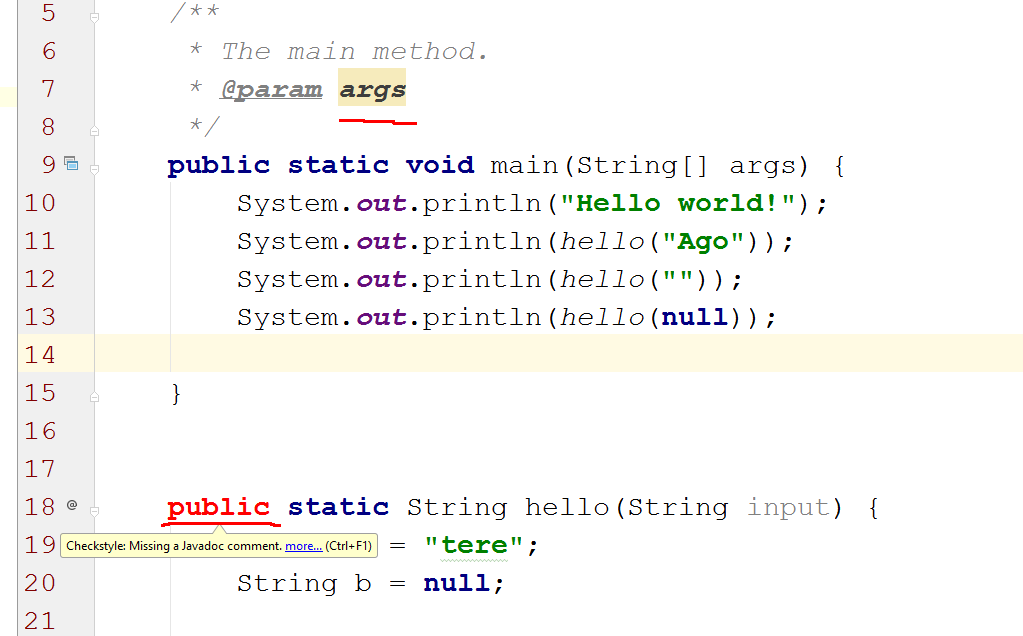 5 /**
6 * The main method.
7 * @param args
8 */
9 public static void main(String[] args) {
10 System.out.println("Hello world!");
11 System.out.println(hello("Ago"));
12 System.out.println(hello(""));
13 System.out.println(hello(null));
14
15 }
16
17
18 @ public static String hello(String input) {
19 = "tere";
Checkstyle: Missing a Javadoc comment. more... (Ctrl+F1)
20 String b = null;
21